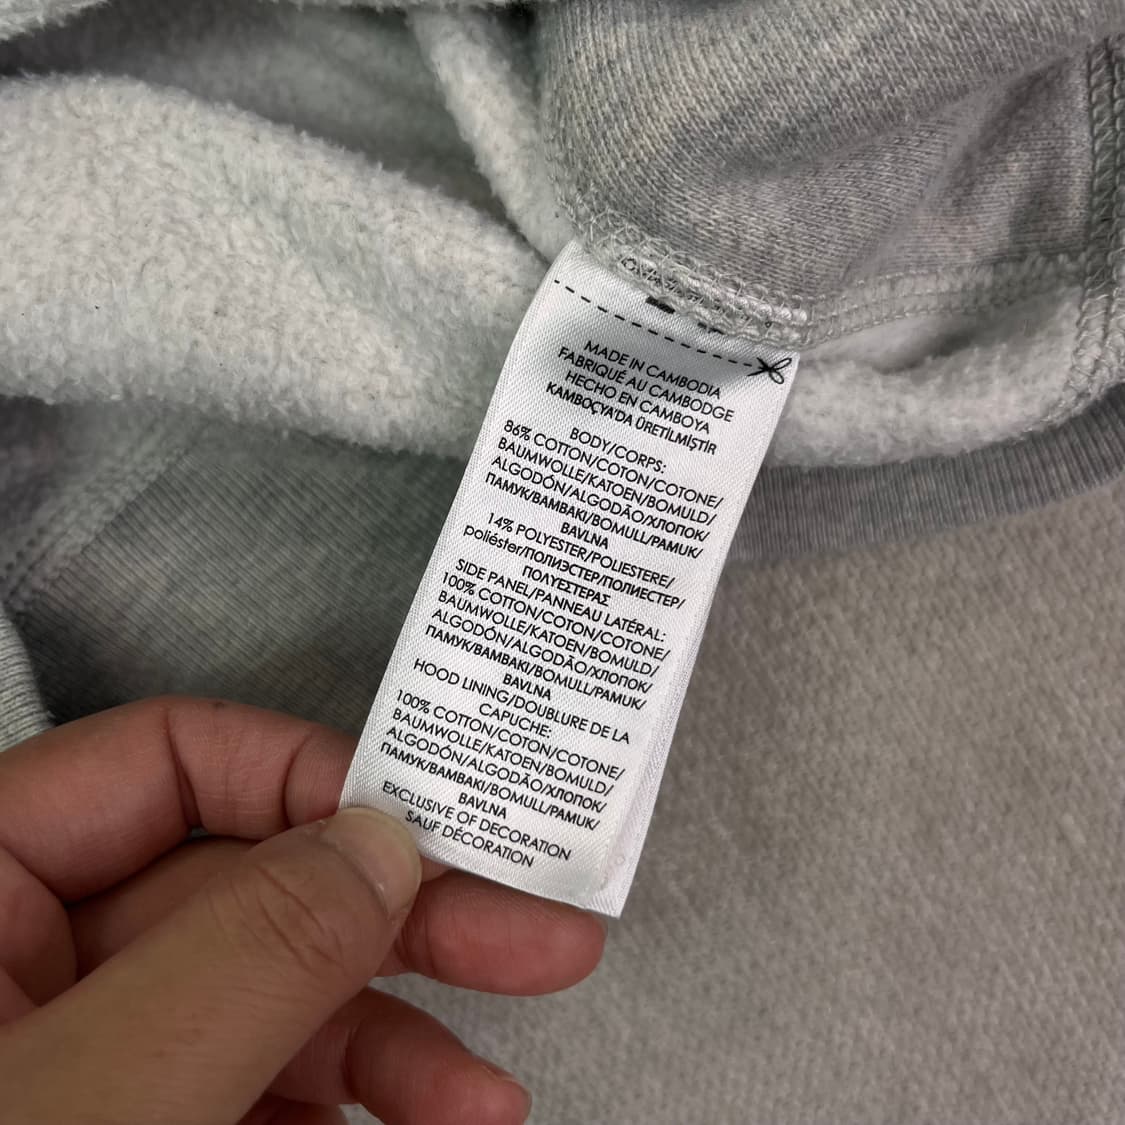 MADE IN CAMBODIA
FABRIQUÉ AU CAMBODGE
HECHO EN CAMBOYA
KAMBOÇYA'DA ÜRETİLMİŞTİR
BODY/CORPS:
86% COTTON/COTON/COTONE/
BAUMWOLLE/KATOEN/BOMULD/
ALGODÓN/ALGODÃO/ХЛОПОК/
ПАМУК/ΒΑΜΒΑΚΙ/BOMULL/PAMUK/
BAVLNA
14% POLYESTER/POLIESTERE/
poliéster/ПОЛИЭСТЕР/ПОЛИЕСТЕР/
ΠΟΛΥΕΣΤΕΡΑΣ
SIDE PANEL/PANNEAU LATÉRAL:
100% COTTON/COTON/COTONE/
BAUMWOLLE/KATOEN/BOMULD/
ALGODÓN/ALGODÃO/ХЛОПОК/
ПАМУК/ΒΑΜΒΑΚΙ/BOMULL/PAMUK/
BAVLNA
HOOD LINING/DOUBLURE DE LA
CAPUCHE:
100% COTTON/COTON/COTONE/
BAUMWOLLE/KATOEN/BOMULD/
ALGODÓN/ALGODÃO/ХЛОПОК/
ПАМУК/ΒΑΜΒΑΚΙ/BOMULL/PAMUK/
BAVLNA
EXCLUSIVE OF DECORATION
SAUF DÉCORATION